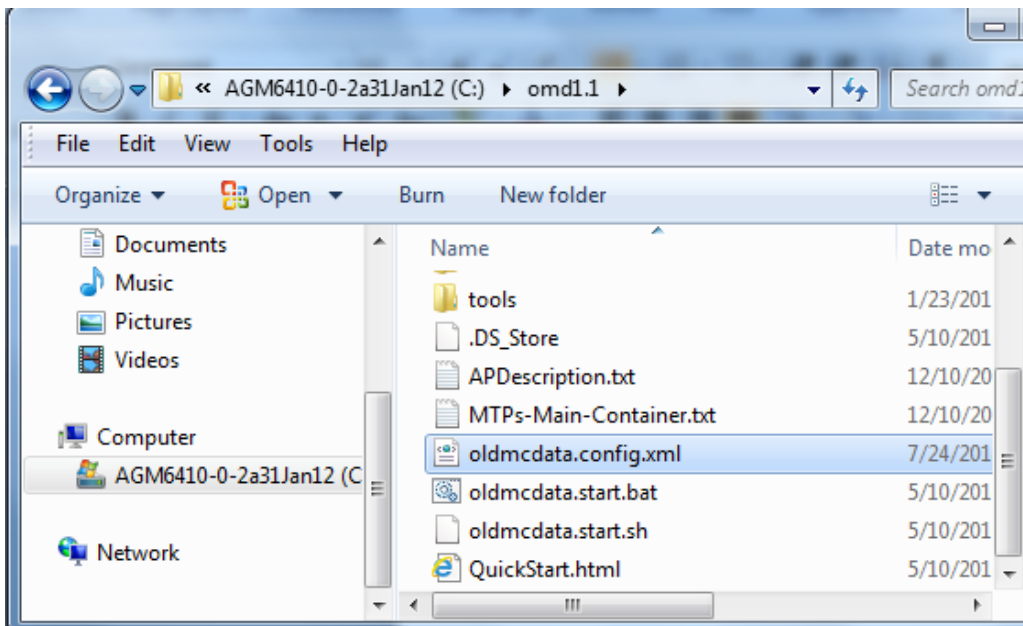 « AGM6410-0-2a31Jan12 (C:) ▸ omd1.1 ▸ Search omd1
File Edit View Tools Help
Organize Open Burn New folder
Documents
Music
Pictures
Videos
Computer
AGM6410-0-2a31Jan12 (C
Network
Name Date mo
tools 1/23/201
.DS_Store 5/10/201
APDescription.txt 12/10/20
MTPs-Main-Container.txt 12/10/20
oldmcdata.config.xml 7/24/201
oldmcdata.start.bat 5/10/201
oldmcdata.start.sh 5/10/201
QuickStart.html 5/10/201